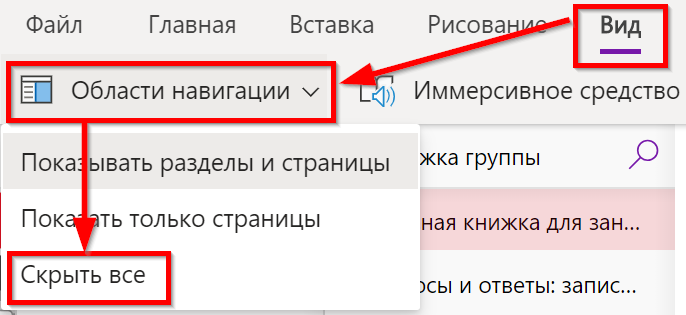 Файл Главная Вставка Рисование Вид
Области навигации Иммерсивное средство
Показывать разделы и страницы
жка группы
Показать только страницы
ная книжка для зан...
Скрыть все
сы и ответы: запис...